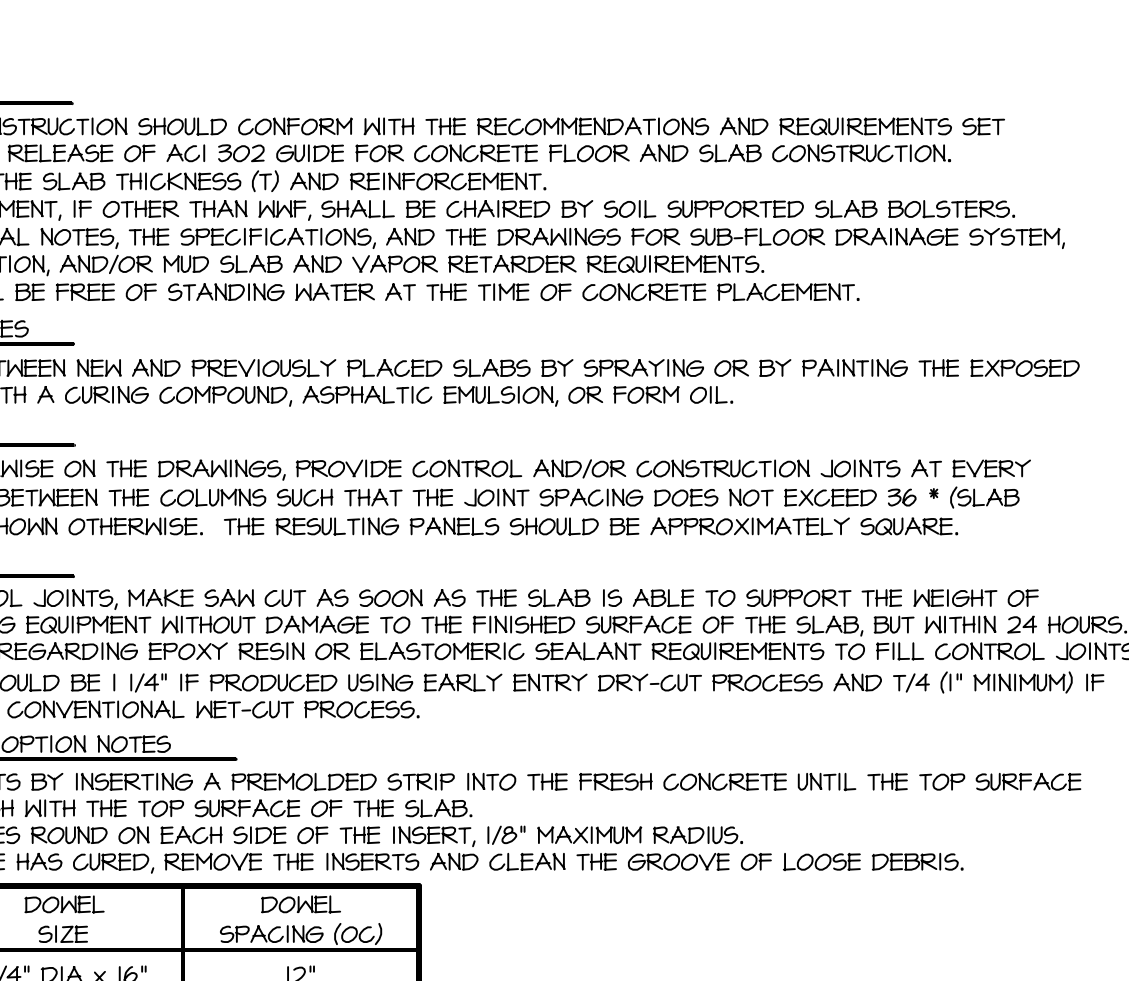 NSTRUCTION SHOULD CONFORM WITH THE RECOMMENDATIONS AND REQUIREMENTS SET
RELEASE OF ACI 302 GUIDE FOR CONCRETE FLOOR AND SLAB CONSTRUCTION.
THE SLAB THICKNESS (T) AND REINFORCEMENT.
MENT, IF OTHER THAN WWF, SHALL BE CHAIRED BY SOIL SUPPORTED SLAB BOLSTERS.
AL NOTES, THE SPECIFICATIONS, AND THE DRAWINGS FOR SUB-FLOOR DRAINAGE SYSTEM,
TION, AND/OR MUD SLAB AND VAPOR RETARDER REQUIREMENTS.
L BE FREE OF STANDING WATER AT THE TIME OF CONCRETE PLACEMENT.
ES
TWEEN NEW AND PREVIOUSLY PLACED SLABS BY SPRAYING OR BY PAINTING THE EXPOSED
TH A CURING COMPOUND, ASPHALTIC EMULSION, OR FORM OIL.
WISE ON THE DRAWINGS, PROVIDE CONTROL AND/OR CONSTRUCTION JOINTS AT EVERY
BETWEEN THE COLUMNS SUCH THAT THE JOINT SPACING DOES NOT EXCEED 36 * (SLAB
HOWN OTHERWISE. THE RESULTING PANELS SHOULD BE APPROXIMATELY SQUARE.
OL JOINTS, MAKE SAW CUT AS SOON AS THE SLAB IS ABLE TO SUPPORT THE WEIGHT OF
G EQUIPMENT WITHOUT DAMAGE TO THE FINISHED SURFACE OF THE SLAB, BUT WITHIN 24 HOURS.
REGARDING EPOXY RESIN OR ELASTOMERIC SEALANT REQUIREMENTS TO FILL CONTROL JOINTS
OULD BE 1 1/4" IF PRODUCED USING EARLY ENTRY DRY-CUT PROCESS AND T/4 (1" MINIMUM) IF
CONVENTIONAL WET-CUT PROCESS.
OPTION NOTES
TS BY INSERTING A PREMOLDED STRIP INTO THE FRESH CONCRETE UNTIL THE TOP SURFACE
H WITH THE TOP SURFACE OF THE SLAB.
ES ROUND ON EACH SIDE OF THE INSERT, 1/8" MAXIMUM RADIUS.
E HAS CURED, REMOVE THE INSERTS AND CLEAN THE GROOVE OF LOOSE DEBRIS.
DOWEL SIZE
DOWEL SPACING (OC)
/4" DIA x 16"
12"